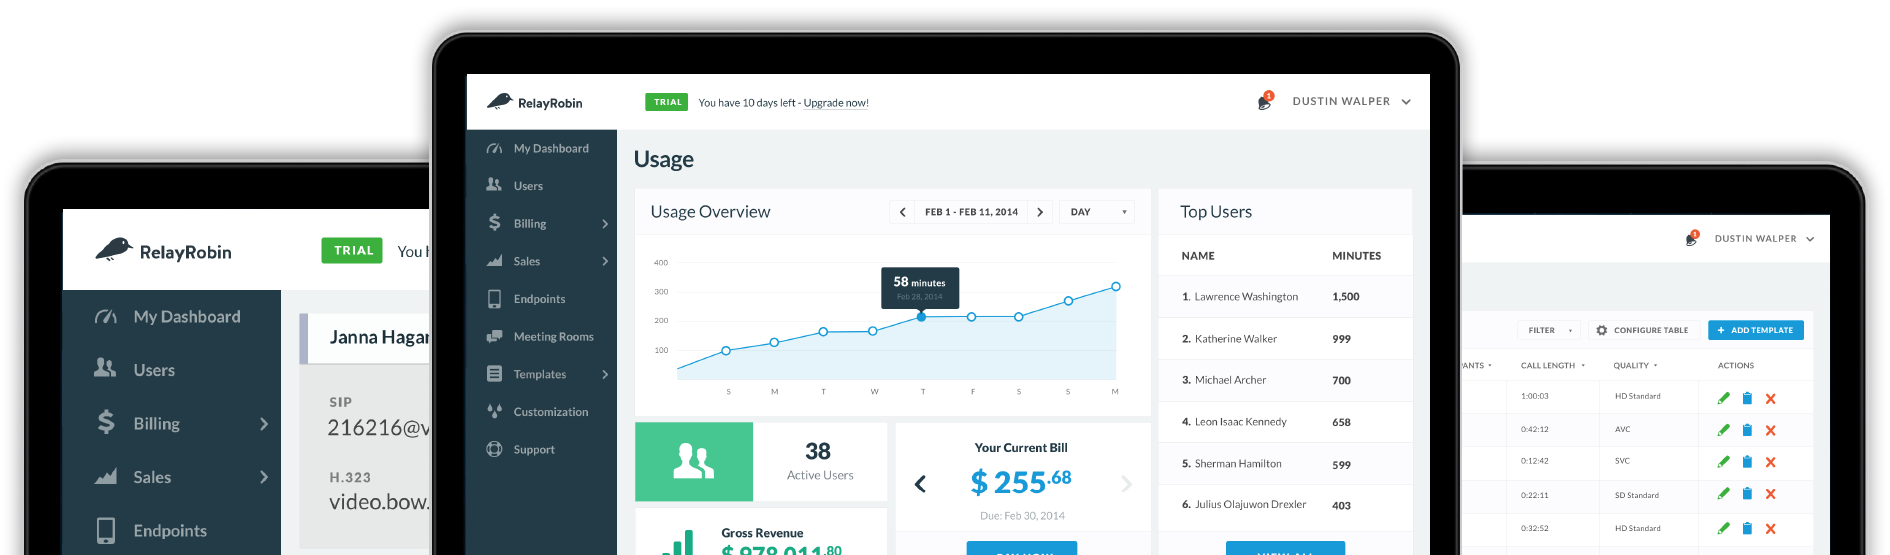 RelayRobin
TRIAL
You h
My Dashboard
Users
Billing
Sales
Endpoints
Janna Hagar
SIP
216216@v
H.323
video.bow.
RelayRobin
TRIAL You have 10 days left - Upgrade now!
1
DUSTIN WALPER
My Dashboard
Users
Billing
Sales
Endpoints
Meeting Rooms
Templates
Customization
Support
Usage
Usage Overview
FEB 1 - FEB 11, 2014
DAY
400
300
200
100
58 minutes
Feb 28, 2014
S M T W T F S S M
38
Active Users
Gross Revenue
$ 978,011.80
Your Current Bill
$ 255.68
Due: Feb 30, 2014
PAY NOW
Top Users
NAME MINUTES
1. Lawrence Washington 1,500
2. Katherine Walker 999
3. Michael Archer 700
4. Leon Isaac Kennedy 658
5. Sherman Hamilton 599
6. Julius Olajuwon Drexler 403
VIEW ALL
1
DUSTIN WALPER
FILTER
CONFIGURE TABLE
+ ADD TEMPLATE
PANTS CALL LENGTH QUALITY ACTIONS
1:00:03 HD Standard
0:42:12 AVC
0:12:42 SVC
0:22:11 SD Standard
0:32:52 HD Standard